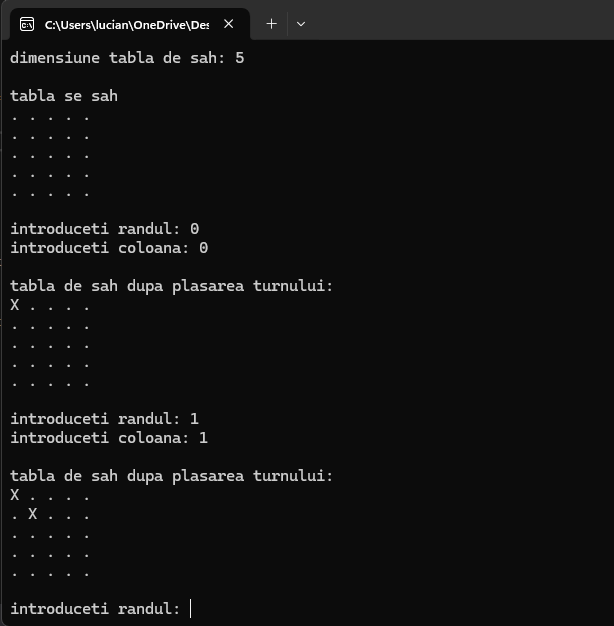 C:\Users\lucian\OneDrive\Des
dimensiune tabla de sah: 5
tabla se sah
. . . . .
. . . . .
. . . . .
. . . . .
. . . . .
introduceti randul: 0
introduceti coloana: 0
tabla de sah dupa plasarea turnului:
X . . . .
. . . . .
. . . . .
. . . . .
. . . . .
introduceti randul: 1
introduceti coloana: 1
tabla de sah dupa plasarea turnului:
X . . . .
. X . . .
. . . . .
. . . . .
. . . . .
introduceti randul: